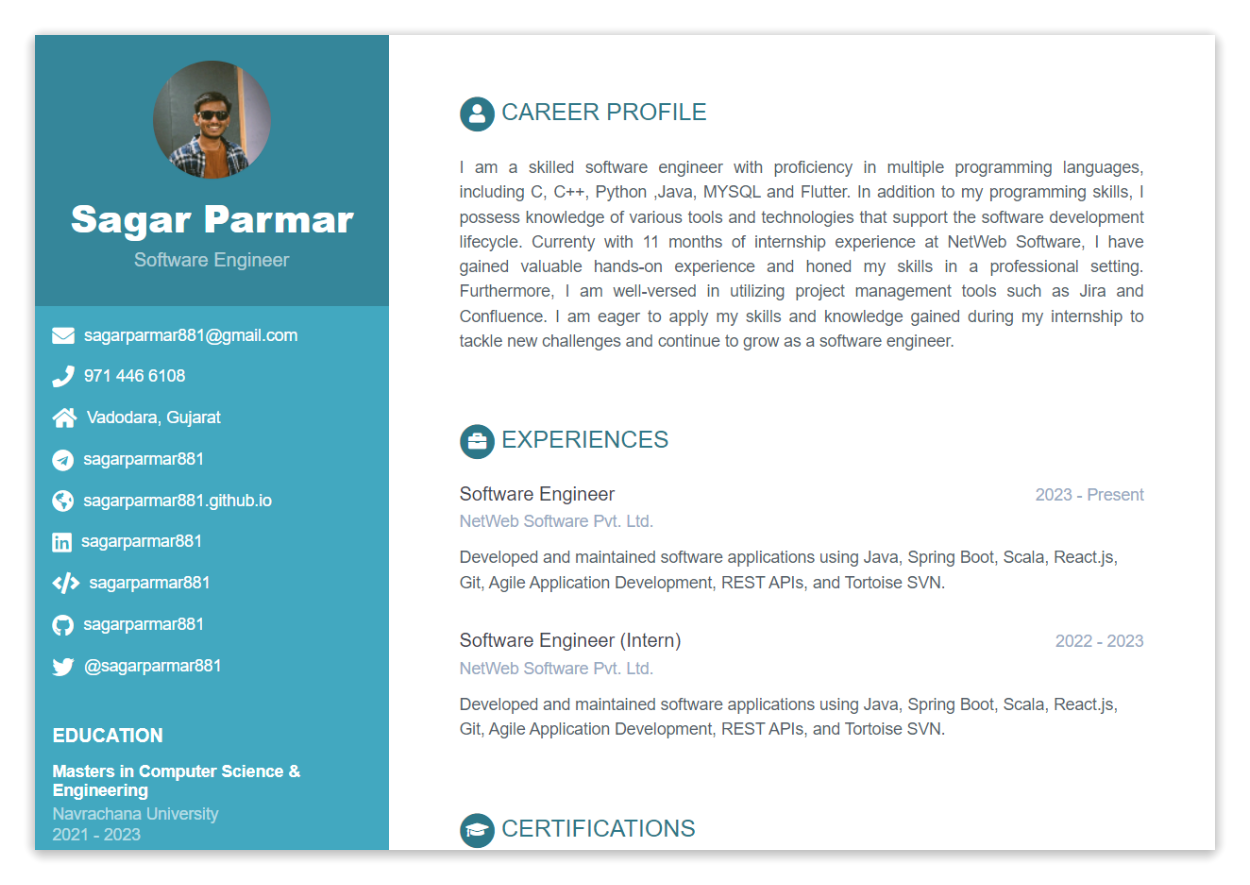 Sagar Parmar
Software Engineer
sagarparmar881@gmail.com
971 446 6108
Vadodara, Gujarat
sagarparmar881
sagarparmar881.github.io
sagarparmar881
sagarparmar881
sagarparmar881
@sagarparmar881
EDUCATION
Masters in Computer Science &
Engineering
Navrachana University
2021 - 2023
CAREER PROFILE
I am a skilled software engineer with proficiency in multiple programming languages,
including C, C++, Python ,Java, MYSQL and Flutter. In addition to my programming skills, I
possess knowledge of various tools and technologies that support the software development
lifecycle. Currenty with 11 months of internship experience at NetWeb Software, I have
gained valuable hands-on experience and honed my skills in a professional setting.
Furthermore, I am well-versed in utilizing project management tools such as Jira and
Confluence. I am eager to apply my skills and knowledge gained during my internship to
tackle new challenges and continue to grow as a software engineer.
EXPERIENCES
Software Engineer 2023 - Present
NetWeb Software Pvt. Ltd.
Developed and maintained software applications using Java, Spring Boot, Scala, React.js,
Git, Agile Application Development, REST APIs, and Tortoise SVN.
Software Engineer (Intern) 2022 - 2023
NetWeb Software Pvt. Ltd.
Developed and maintained software applications using Java, Spring Boot, Scala, React.js,
Git, Agile Application Development, REST APIs, and Tortoise SVN.
CERTIFICATIONS